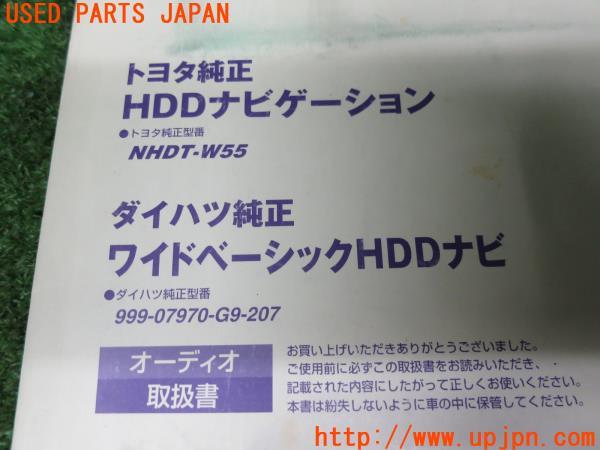 USED PARTS JAPAN
トヨタ純正
HDDナビゲーション
●トヨタ純正型番
NHDT-W55
ダイハツ純正
ワイドベーシックHDDナビ
●ダイハツ純正型番
999-07970-G9-207
オーディオ
取扱書
お買い上げいただきありがとうございました。
ご使用前に必ずこの取扱書をお読みいただき、
記載された内容にしたがって正しくお使いください。
本書は紛失しないように車の中に保管してください。
http://www.upjpn.com/